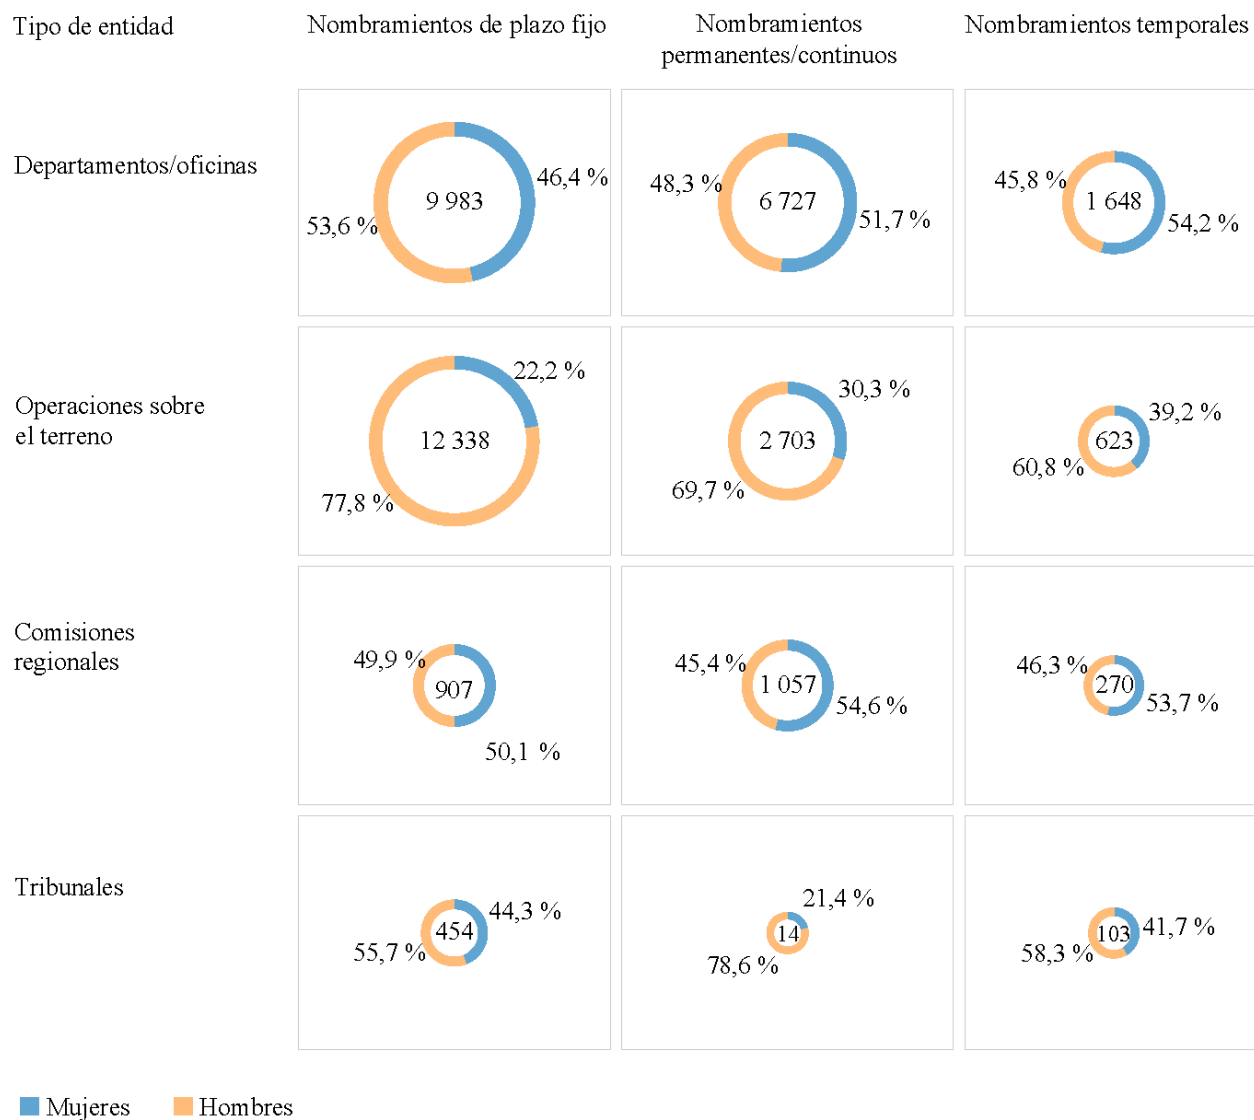 Tipo de entidad
Nombramientos de plazo fijo
Nombramientos
permanentes/continuos
Nombramientos temporales
Departamentos/oficinas
46,4 %
9 983
53,6 %
48,3 %
6 727
51,7 %
45,8 %
1 648
54,2 %
Operaciones sobre
el terreno
22,2 %
12 338
77,8 %
30,3 %
2 703
69,7 %
39,2 %
623
60,8 %
Comisiones
regionales
49,9 %
907
50,1 %
45,4 %
1 057
54,6 %
46,3 %
270
53,7 %
Tribunales
44,3 %
454
55,7 %
21,4 %
14
78,6 %
41,7 %
103
58,3 %
Mujeres
Hombres